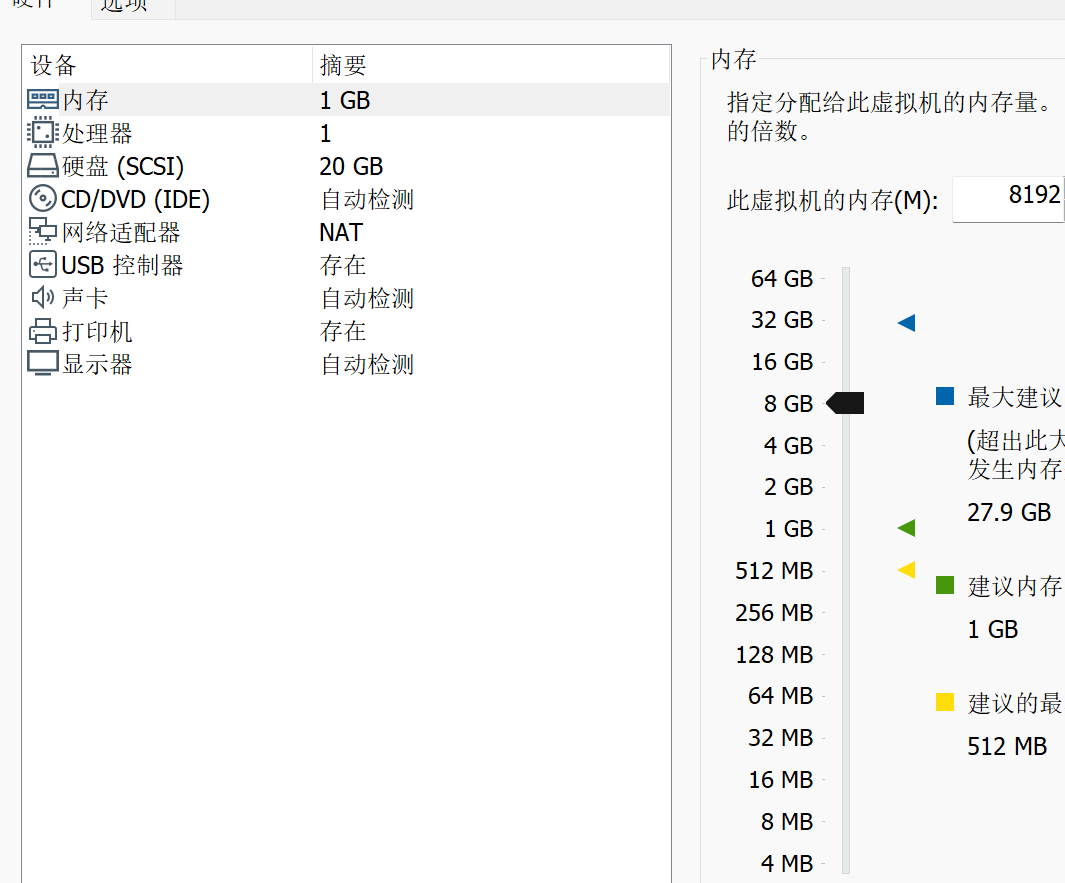 硬件 选项
设备 摘要
内存 1 GB
处理器 1
硬盘 (SCSI) 20 GB
CD/DVD (IDE) 自动检测
网络适配器 NAT
USB 控制器 存在
声卡 自动检测
打印机 存在
显示器 自动检测
内存
指定分配给此虚拟机的内存量。
的倍数。
此虚拟机的内存(M): 8192
64 GB
32 GB
16 GB
8 GB
4 GB
2 GB
1 GB
512 MB
256 MB
128 MB
64 MB
32 MB
16 MB
8 MB
4 MB
最大建议
(超出此大
发生内存
27.9 GB
建议内存
1 GB
建议的最
512 MB